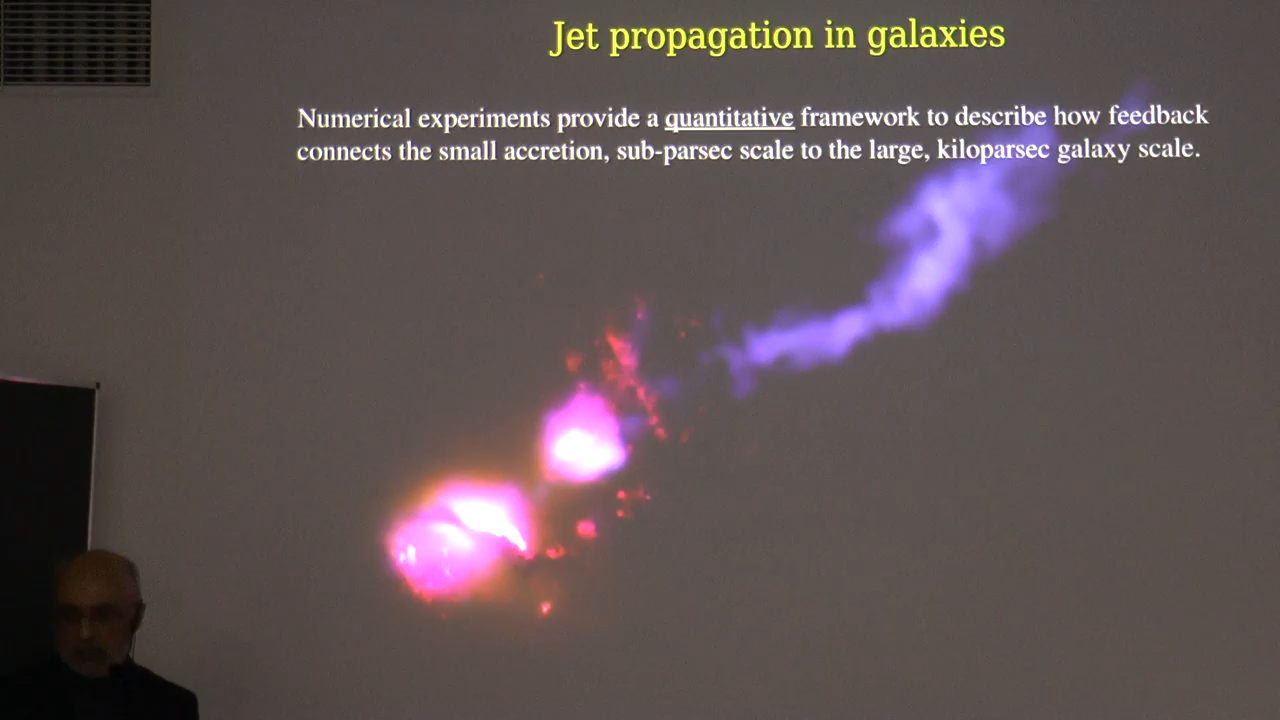 Jet propagation in galaxies
Numerical experiments provide a quantitative framework to describe how feedback
connects the small accretion, sub-parsec scale to the large, kiloparsec galaxy scale.